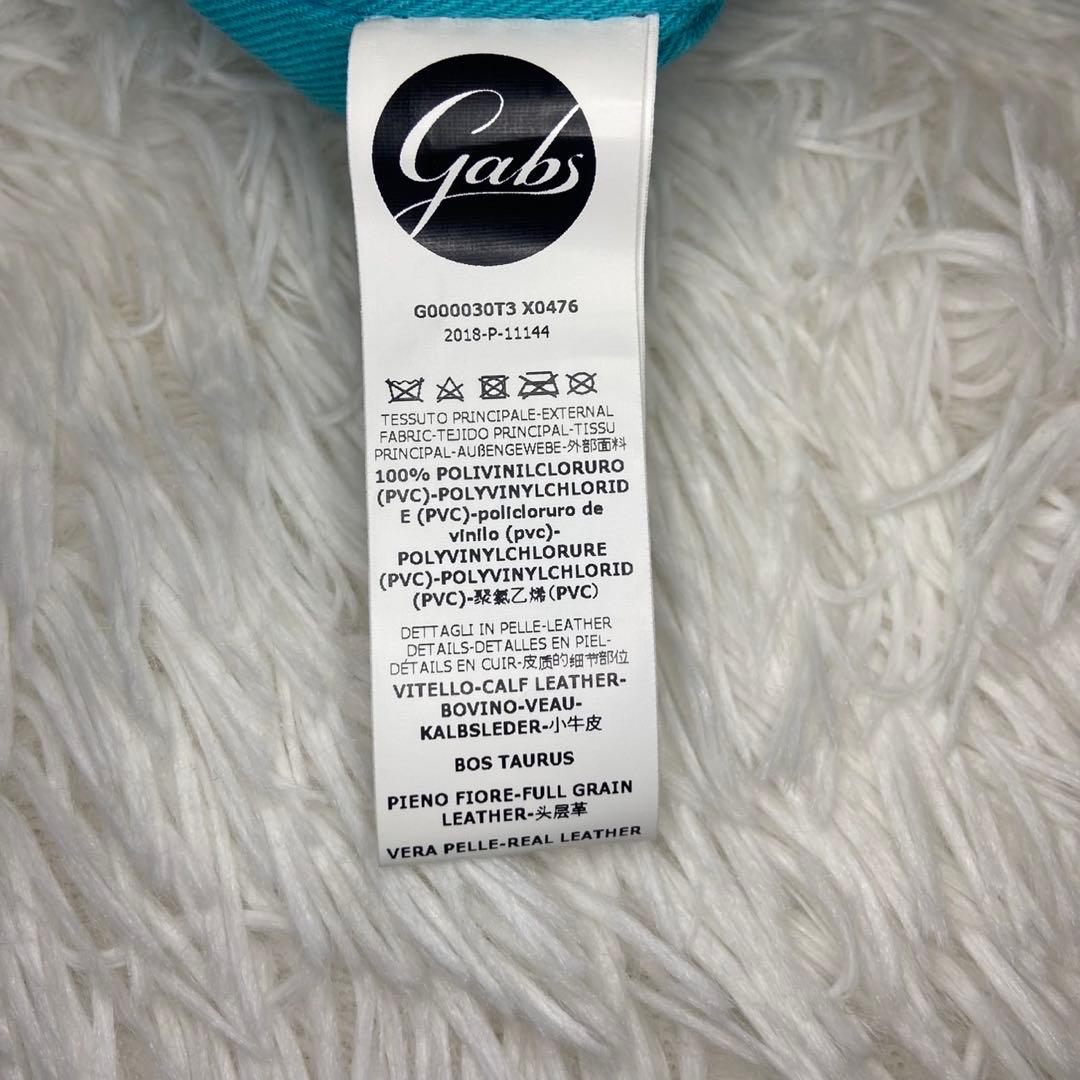 Gabs
G000030T3 X0476
2018-P-11144
TESSUTO PRINCIPALE-EXTERNAL
FABRIC-TEJIDO PRINCIPAL-TISSU
PRINCIPAL-AUßENGEWEBE-外部面料
100% POLIVINILCLORURO
(PVC)-POLYVINYLCHLORID
E (PVC)-policloruro de
vinilo (pvc)-
POLYVINYLCHLORURE
(PVC)-POLYVINYLCHLORID
(PVC)-聚氯乙烯(PVC)
DETTAGLI IN PELLE-LEATHER
DETAILS-DETALLES EN PIEL-
DÉTAILS EN CUIR-皮质的细节部位
VITELLO-CALF LEATHER-
BOVINO-VEAU-
KALBSLEDER-小牛皮
BOS TAURUS
PIENO FIORE-FULL GRAIN
LEATHER-头层革
VERA PELLE-REAL LEATHER